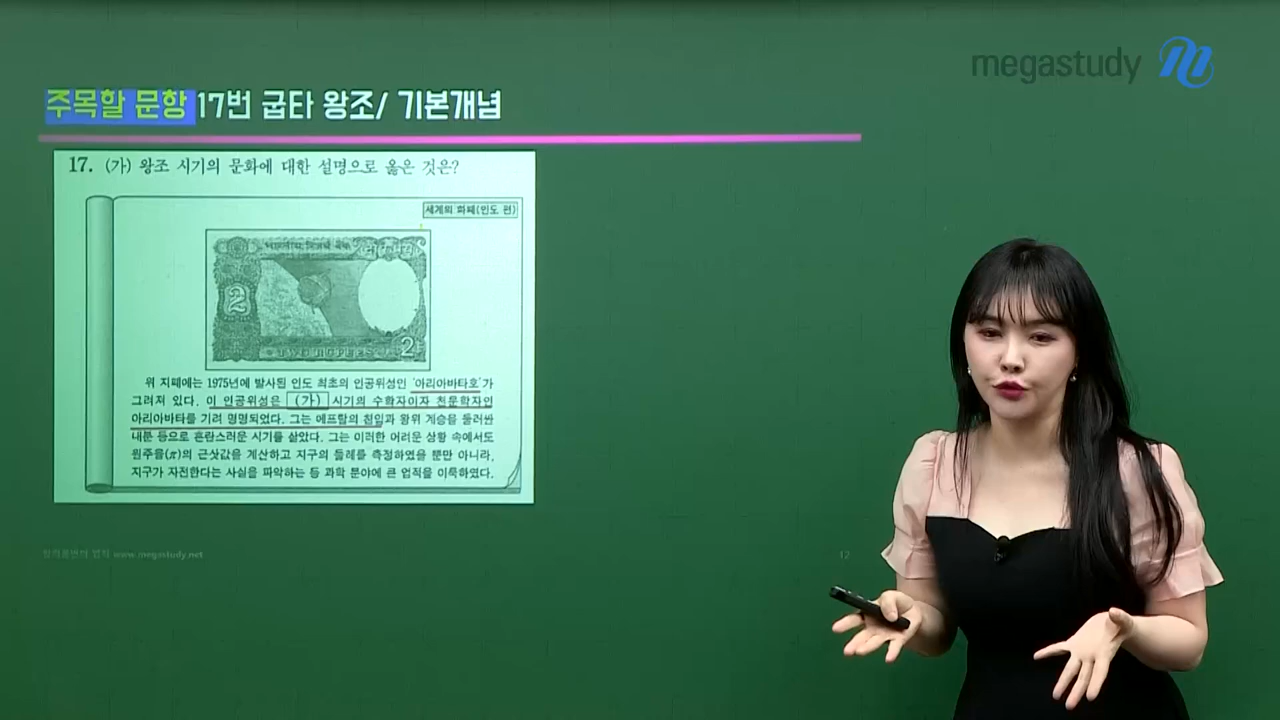 megastudy
주목할 문항 17번 굽타 왕조/ 기본개념
17. (가) 왕조 시기의 문화에 대한 설명으로 옳은 것은?
세계의 화폐(인도 편)
2
TWO RUPEES 2
위 지폐에는 1975년에 발사된 인도 최초의 인공위성인 ‘아리아바타호’가
그려져 있다. 이 인공위성은 (가) 시기의 수학자이자 천문학자인
아리아바타를 기려 명명되었다. 그는 에프탈의 침입과 왕위 계승을 둘러싼
내분 등으로 혼란스러운 시기를 살았다. 그는 이러한 어려운 상황 속에서도
원주율(π)의 근삿값을 계산하고 지구의 둘레를 측정하였을 뿐만 아니라,
지구가 자전한다는 사실을 파악하는 등 과학 분야에 큰 업적을 이룩하였다.
www.megastudy.net
12